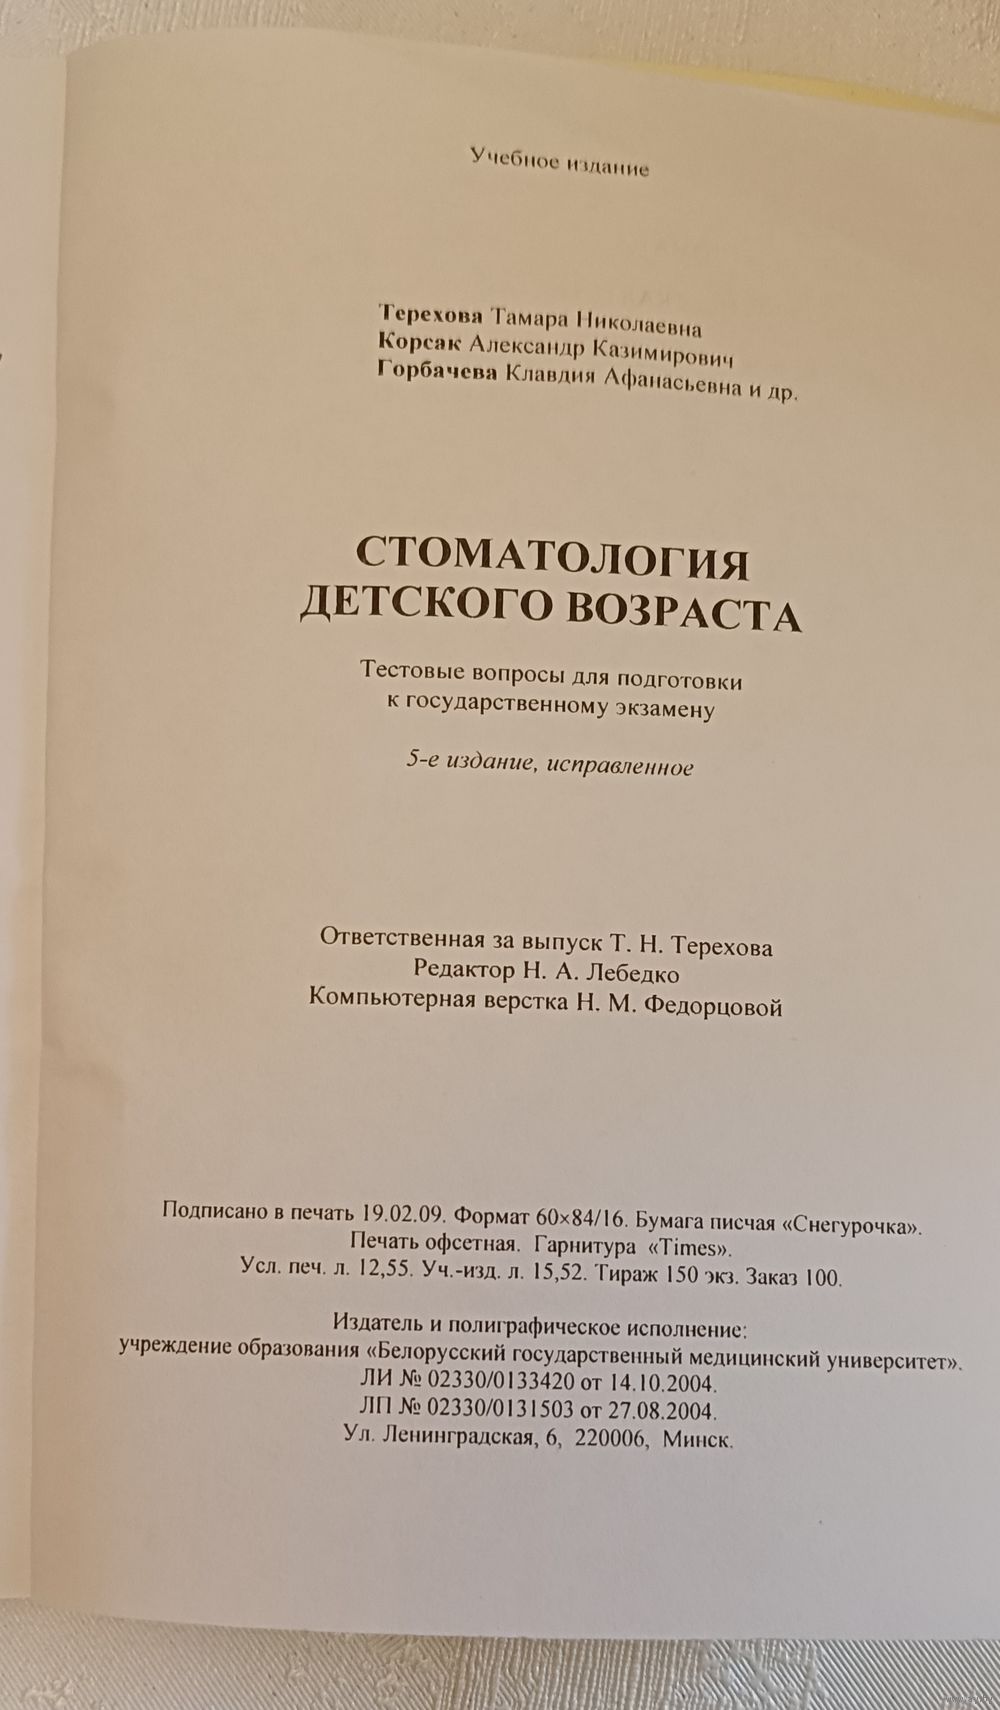 Учебное издание
Терехова Тамара Николаевна
Корсак Александр Казимирович
Горбачева Клавдия Афанасьевна и др.
СТОМАТОЛОГИЯ
ДЕТСКОГО ВОЗРАСТА
Тестовые вопросы для подготовки
к государственному экзамену
5-е издание, исправленное
Ответственная за выпуск Т. Н. Терехова
Редактор Н. А. Лебедко
Компьютерная верстка Н. М. Федорцовой
Подписано в печать 19.02.09. Формат 60×84/16. Бумага писчая «Снегурочка».
Печать офсетная. Гарнитура «Times».
Усл. печ. л. 12,55. Уч.-изд. л. 15,52. Тираж 150 экз. Заказ 100.
Издатель и полиграфическое исполнение:
учреждение образования «Белорусский государственный медицинский университет».
ЛИ № 02330/0133420 от 14.10.2004.
ЛП № 02330/0131503 от 27.08.2004.
Ул. Ленинградская, 6, 220006, Минск.